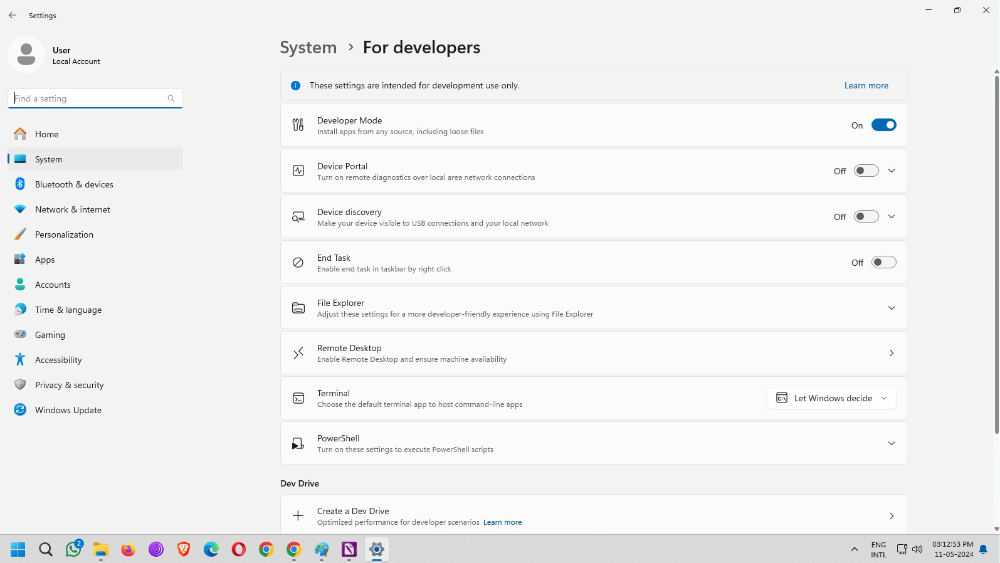 Settings
User
Local Account
Find a setting
Home
System
Bluetooth & devices
Network & internet
Personalization
Apps
Accounts
Time & language
Gaming
Accessibility
Privacy & security
Windows Update
System > For developers
These settings are intended for development use only. Learn more
Developer Mode
Install apps from any source, including loose files
On
Device Portal
Turn on remote diagnostics over local area network connections
Off
Device discovery
Make your device visible to USB connections and your local network
Off
End Task
Enable end task in taskbar by right click
Off
File Explorer
Adjust these settings for a more developer-friendly experience using File Explorer
Remote Desktop
Enable Remote Desktop and ensure machine availability
Terminal
Choose the default terminal app to host command-line apps
Let Windows decide
PowerShell
Turn on these settings to execute PowerShell scripts
Dev Drive
Create a Dev Drive
Optimized performance for developer scenarios Learn more
2
ENG
INTL
03:12:53 PM
11-05-2024